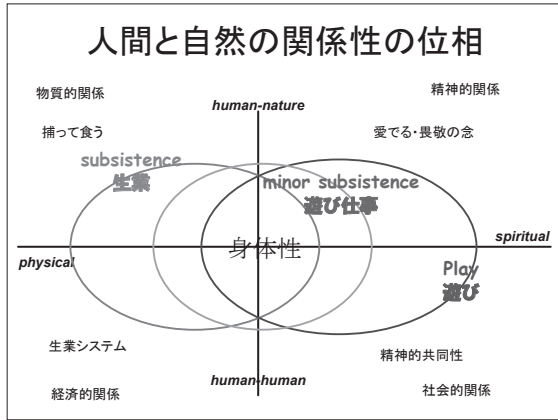 人間と自然の関係性の位相
物質的関係
精神的関係
human-nature
捕って食う
愛でる・畏敬の念
subsistence
生業
minor subsistence
遊び仕事
身体性
spiritual
physical
Play
遊び
生業システム
精神的共同性
human-human
経済的関係
社会的関係